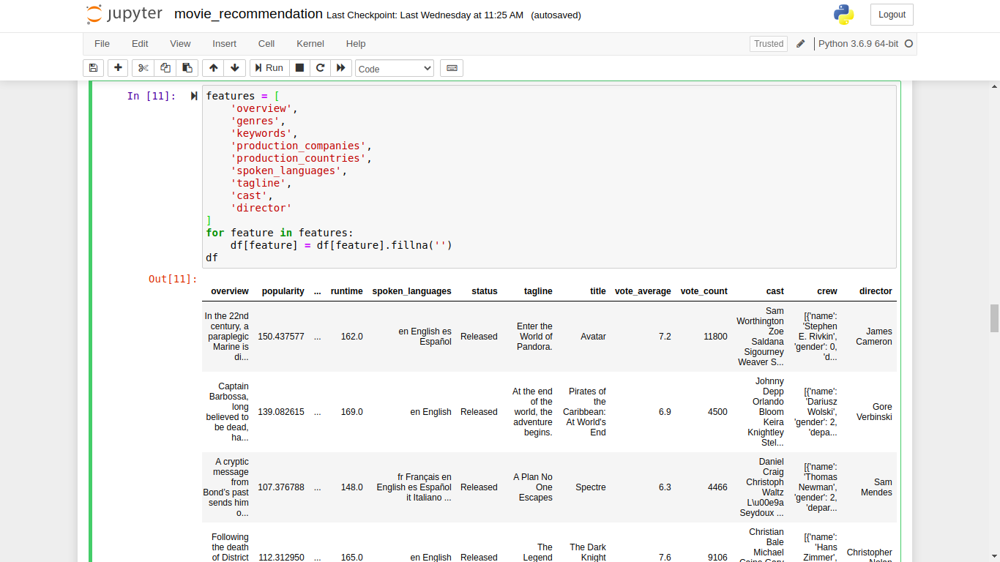 jupyter movie_recommendation Last Checkpoint: Last Wednesday at 11:25 AM (autosaved) Logout
File Edit View Insert Cell Kernel Help Trusted Python 3.6.9 64-bit
Run Code
In [11]: features = [
'overview',
'genres',
'keywords',
'production_companies',
'production_countries',
'spoken_languages',
'tagline',
'cast',
'director'
]
for feature in features:
df[feature] = df[feature].fillna('')
df
Out[11]:
overview popularity ... runtime spoken_languages status tagline title vote_average vote_count cast crew director
In the 22nd
century, a
paraplegic
Marine is
di...
150.437577 ... 162.0
en English es
Español
Released
Enter the
World of
Pandora.
Avatar 7.2 11800
Sam
Worthington
Zoe
Saldana
Sigourney
Weaver S...
[{'name':
'Stephen
E. Rivkin',
'gender': 0,
'd...
James
Cameron
Captain
Barbossa,
long
believed to
be dead,
ha...
139.082615 ... 169.0 en English Released
At the end
of the
world, the
adventure
begins.
Pirates of
the
Caribbean:
At World's
End
6.9 4500
Johnny
Depp
Orlando
Bloom
Keira
Knightley
Stel...
[{'name':
'Dariusz
Wolski',
'gender': 2,
'depa...
Gore
Verbinski
A cryptic
message
from
Bond's past
sends him
o...
107.376788 ... 148.0
fr Français en
English es Español
it Italiano ...
Released
A Plan No
One
Escapes
Spectre 6.3 4466
Daniel
Craig
Christoph
Waltz
L\u00e9a
Seydoux ...
[{'name':
'Thomas
Newman',
'gender': 2,
'depar...
Sam
Mendes
Following
the death
of District
112.312950 ... 165.0 en English Released
The
Legend
The Dark
Knight
7.6 9106
Christian
Bale
Michael
[{'name':
'Hans
Zimmer',
Christopher